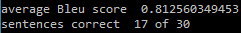 average Bleu score  0.812560349453
sentences correct  17 of 30